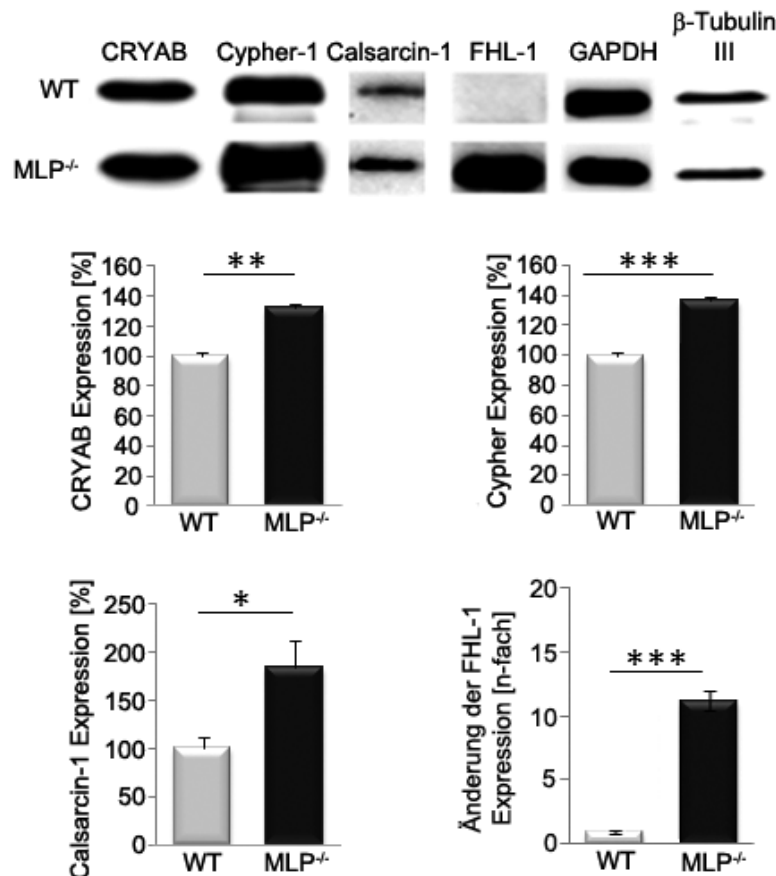 β-Tubulin
CRYAB Cypher-1 Calsarcin-1 FHL-1 GAPDH III
WT
MLP-/-
**
CRYAB Expression [%]
160
140
120
100
80
60
40
20
0
WT MLP-/-
***
Cypher Expression [%]
160
140
120
100
80
60
40
20
0
WT MLP-/-
*
Calsarcin-1 Expression [%]
250
200
150
100
50
0
WT MLP-/-
***
Änderung der FHL-1
Expression [n-fach]
20
15
10
5
0
WT MLP-/-